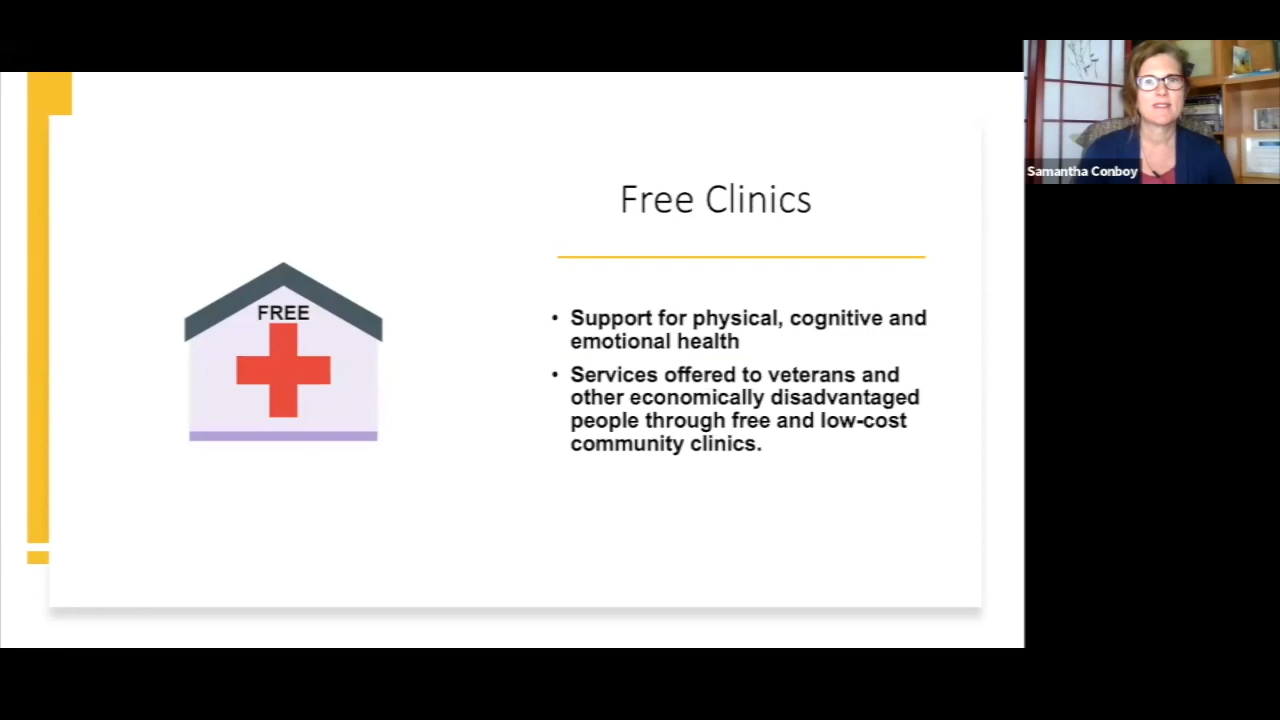 Samantha Conboy
Free Clinics
FREE
• Support for physical, cognitive and
emotional health
• Services offered to veterans and
other economically disadvantaged
people through free and low-cost
community clinics.